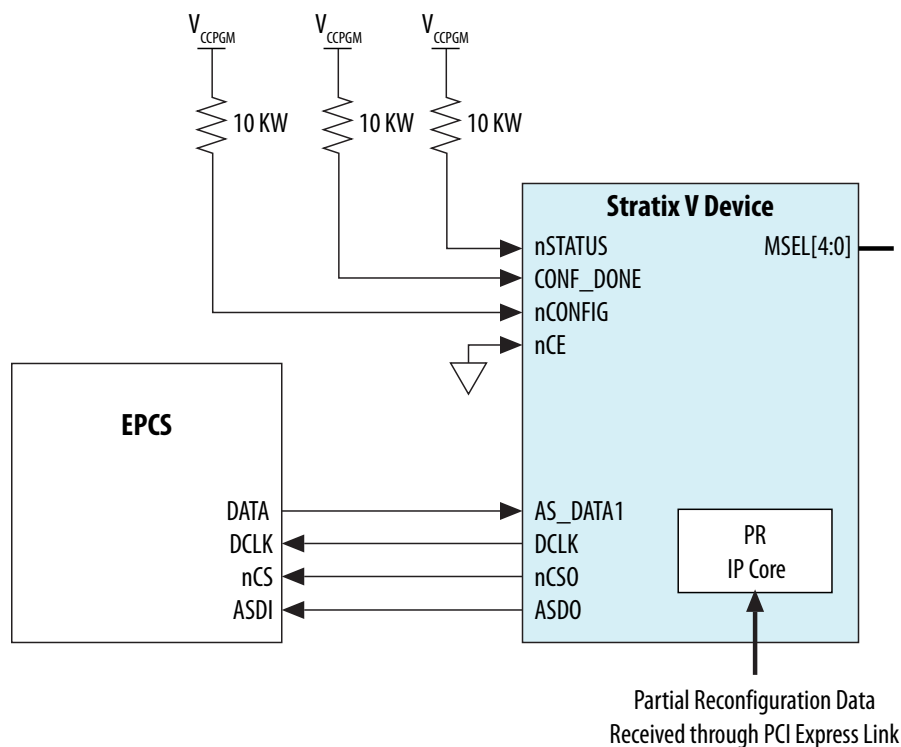 VCCPGM VCCPGM VCCPGM
10 KW 10 KW 10 KW
Stratix V Device
nSTATUS MSEL[4:0]
CONF_DONE
nCONFIG
nCE
EPCS
DATA AS_DATA1
DCLK DCLK
nCS nCSO
ASDI ASDO
PR
IP Core
Partial Reconfiguration Data
Received through PCI Express Link